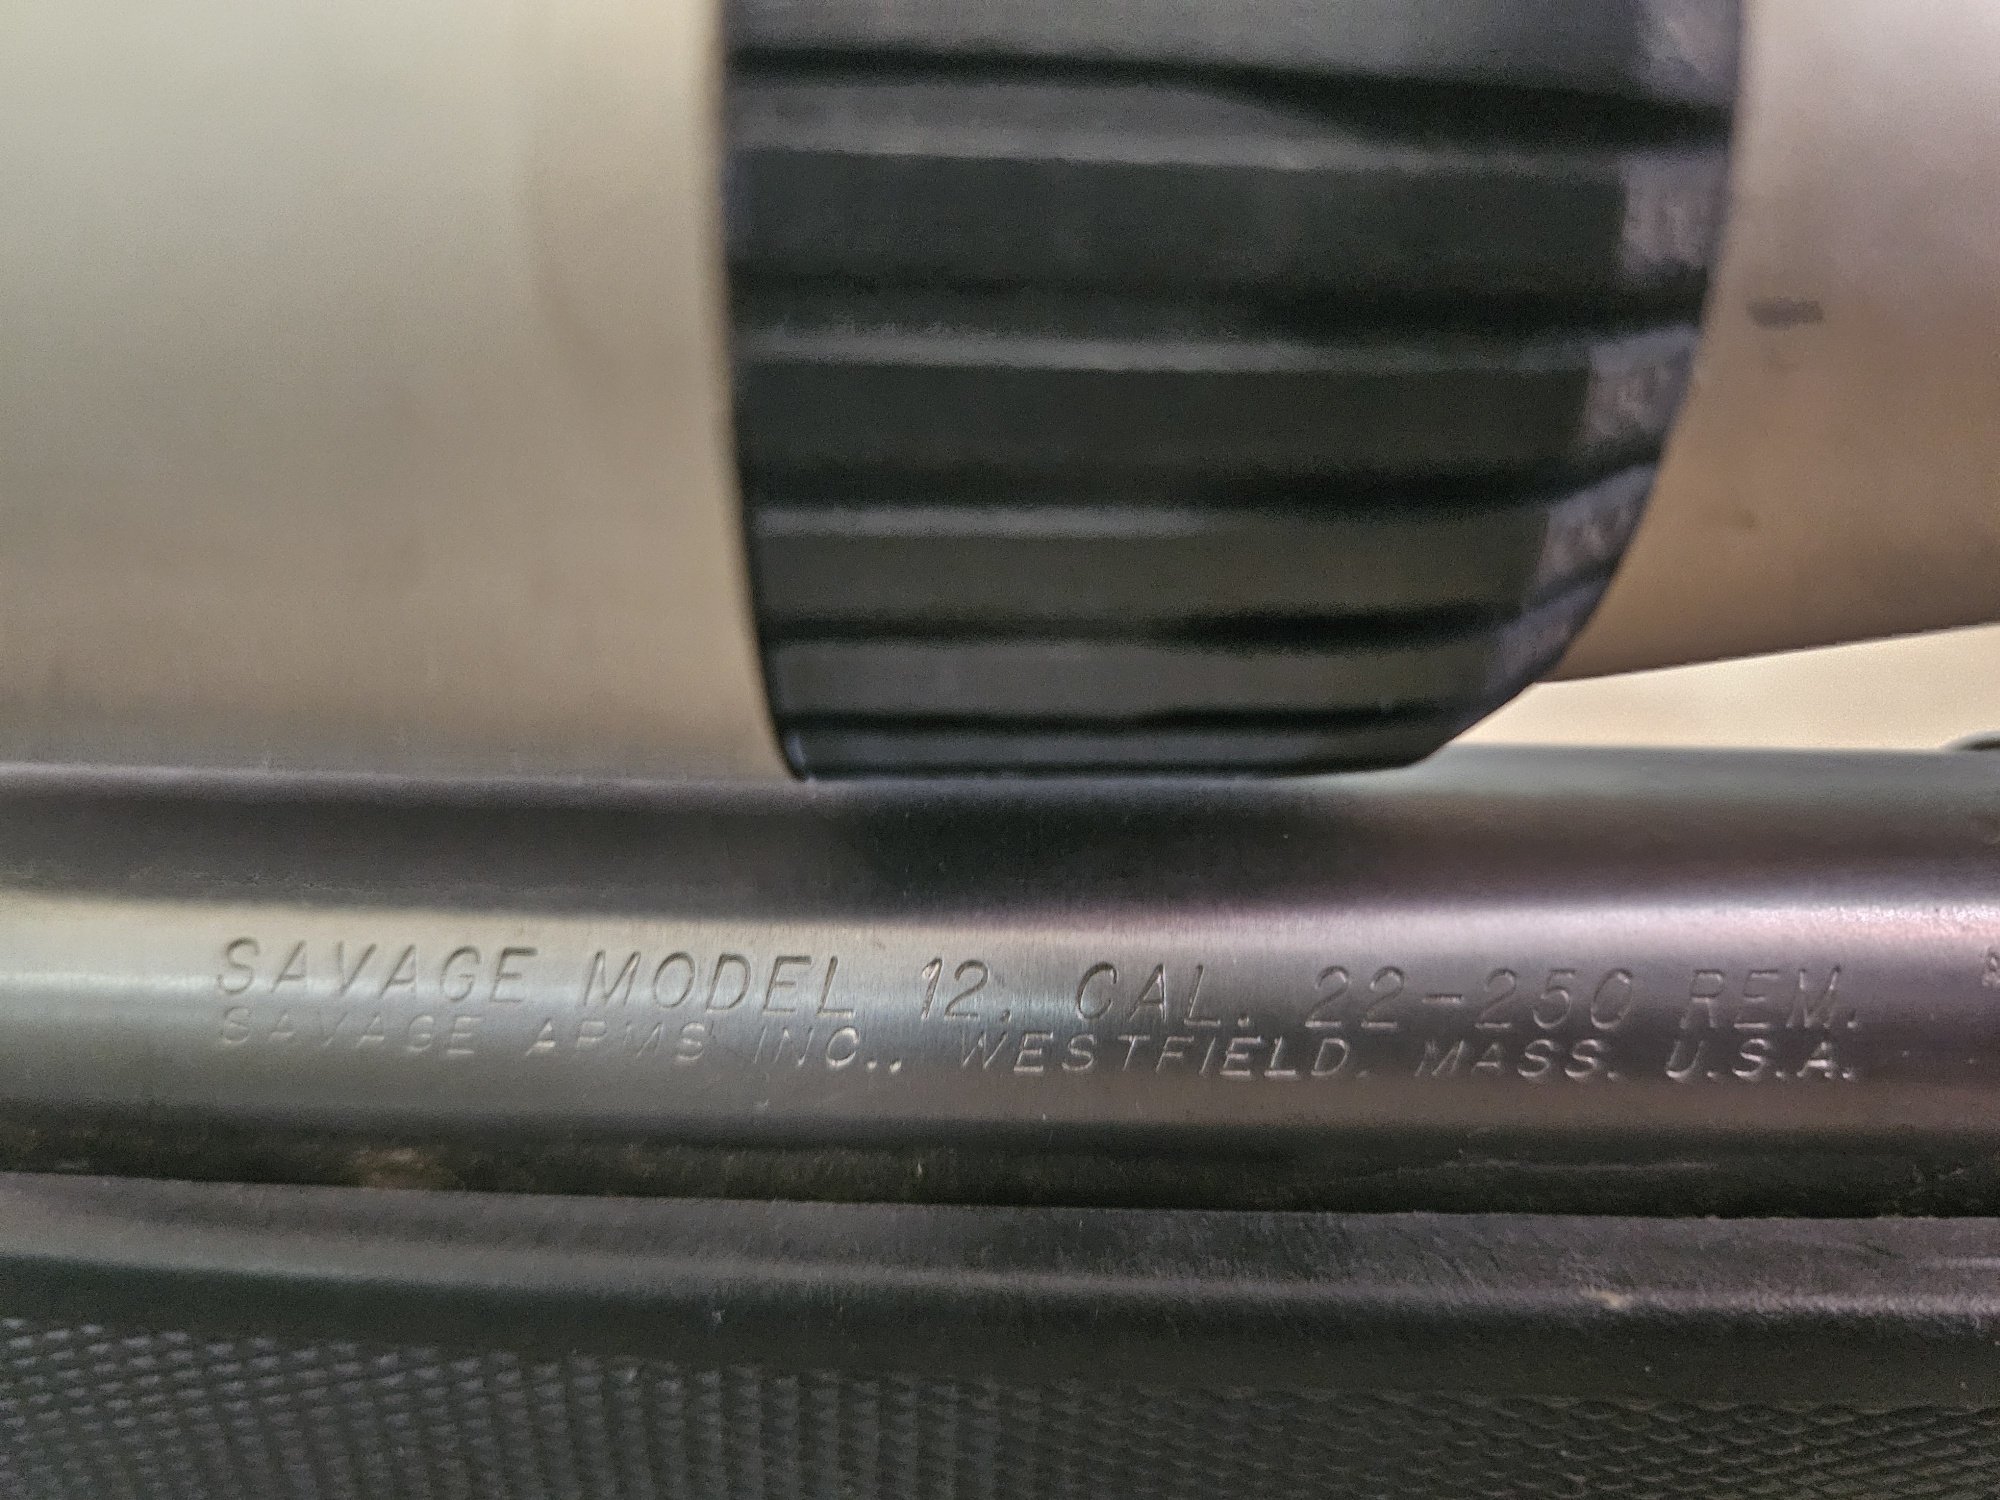 SAVAGE MODEL 12, CAL. 22-250 REM.
SAVAGE ARMS INC., WESTFIELD, MASS. U.S.A.